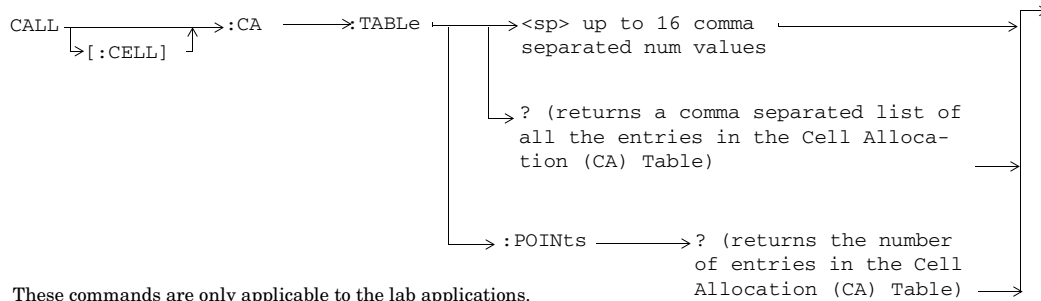 CALL :CA :TABLe <sp> up to 16 comma
separated num values
[:CELL]
? (returns a comma separated list of
all the entries in the Cell Alloca-
tion (CA) Table)
:POINts ? (returns the number
of entries in the Cell
Allocation (CA) Table)
These commands are only applicable to the lab applications.